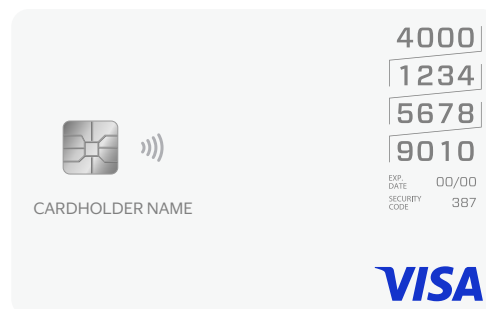 4000
1234
5678
9010
EXP.
DATE 00/00
SECURITY
CODE 387
CARDHOLDER NAME
VISA